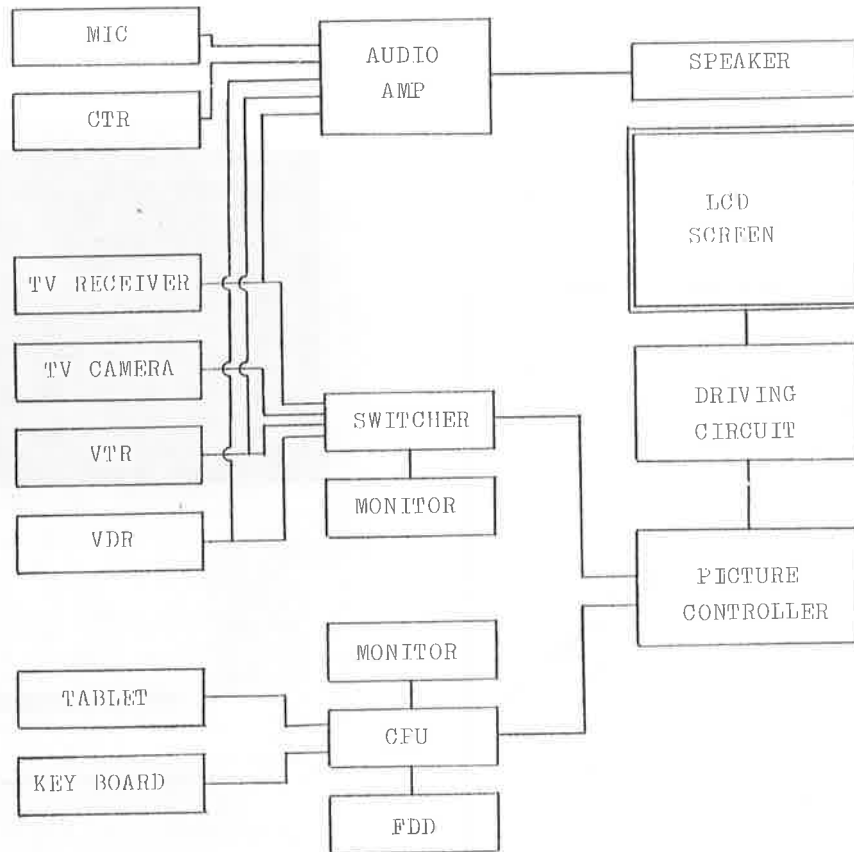 MIC
AUDIO
AMP
SPEAKER
CTR
LCD
SCREEN
TV RECEIVER
TV CAMERA
SWITCHER
DRIVING
CIRCUIT
VTR
MONITOR
VDR
PICTURE
CONTROLLER
MONITOR
TABLET
CPU
KEY BOARD
FDD